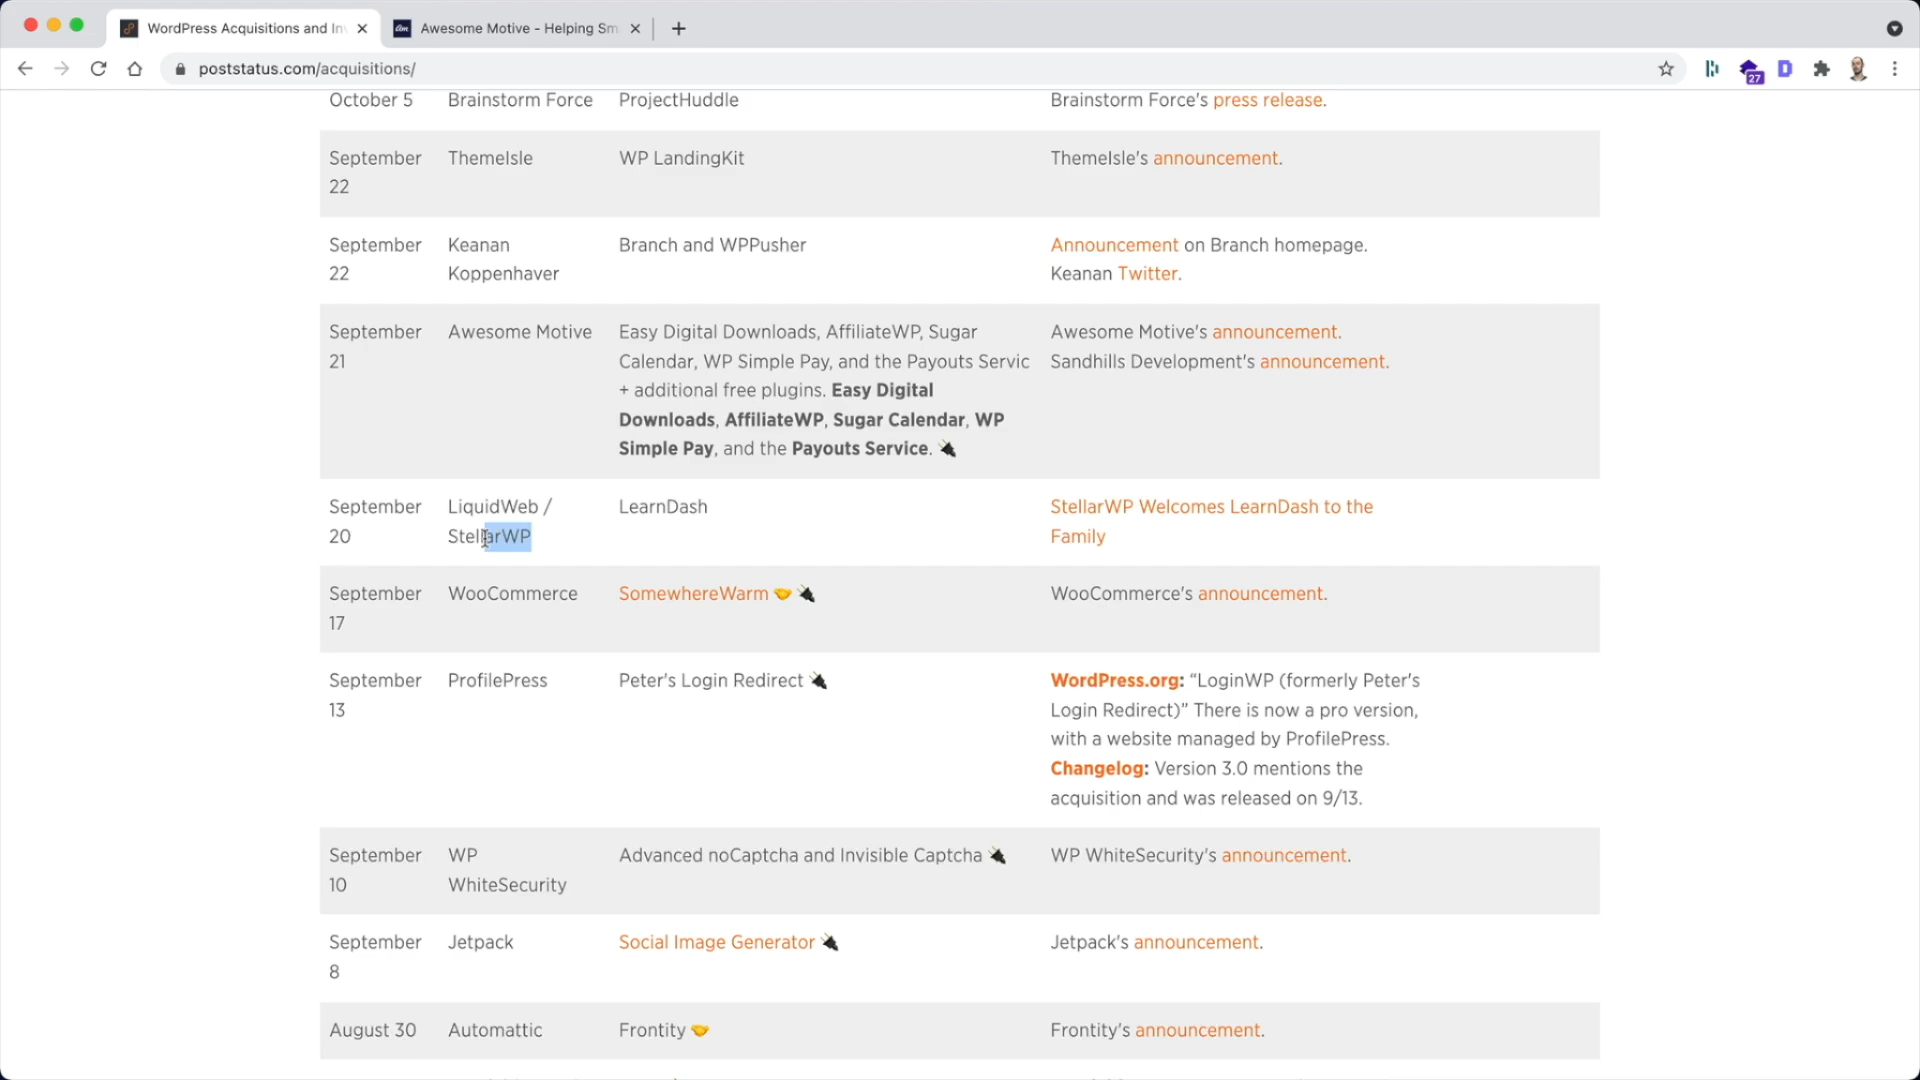 WordPress Acquisitions and In
Awesome Motive - Helping Sm
poststatus.com/acquisitions/
27
October 5 Brainstorm Force ProjectHuddle Brainstorm Force's press release.
September 22 ThemeIsle WP LandingKit ThemeIsle's announcement.
September 22 Keanan Koppenhaver Branch and WPPusher Announcement on Branch homepage.
Keanan Twitter.
September 21 Awesome Motive Easy Digital Downloads, AffiliateWP, Sugar
Calendar, WP Simple Pay, and the Payouts Servic
+ additional free plugins. Easy Digital
Downloads, AffiliateWP, Sugar Calendar, WP
Simple Pay, and the Payouts Service.
Awesome Motive's announcement.
Sandhills Development's announcement.
September 20 LiquidWeb / StellarWP LearnDash StellarWP Welcomes LearnDash to the
Family
September 17 WooCommerce SomewhereWarm WooCommerce's announcement.
September 13 ProfilePress Peter's Login Redirect WordPress.org: “LoginWP (formerly Peter's
Login Redirect)” There is now a pro version,
with a website managed by ProfilePress.
Changelog: Version 3.0 mentions the
acquisition and was released on 9/13.
September 10 WP WhiteSecurity Advanced noCaptcha and Invisible Captcha WP WhiteSecurity's announcement.
September 8 Jetpack Social Image Generator Jetpack's announcement.
August 30 Automattic Frontity Frontity's announcement.